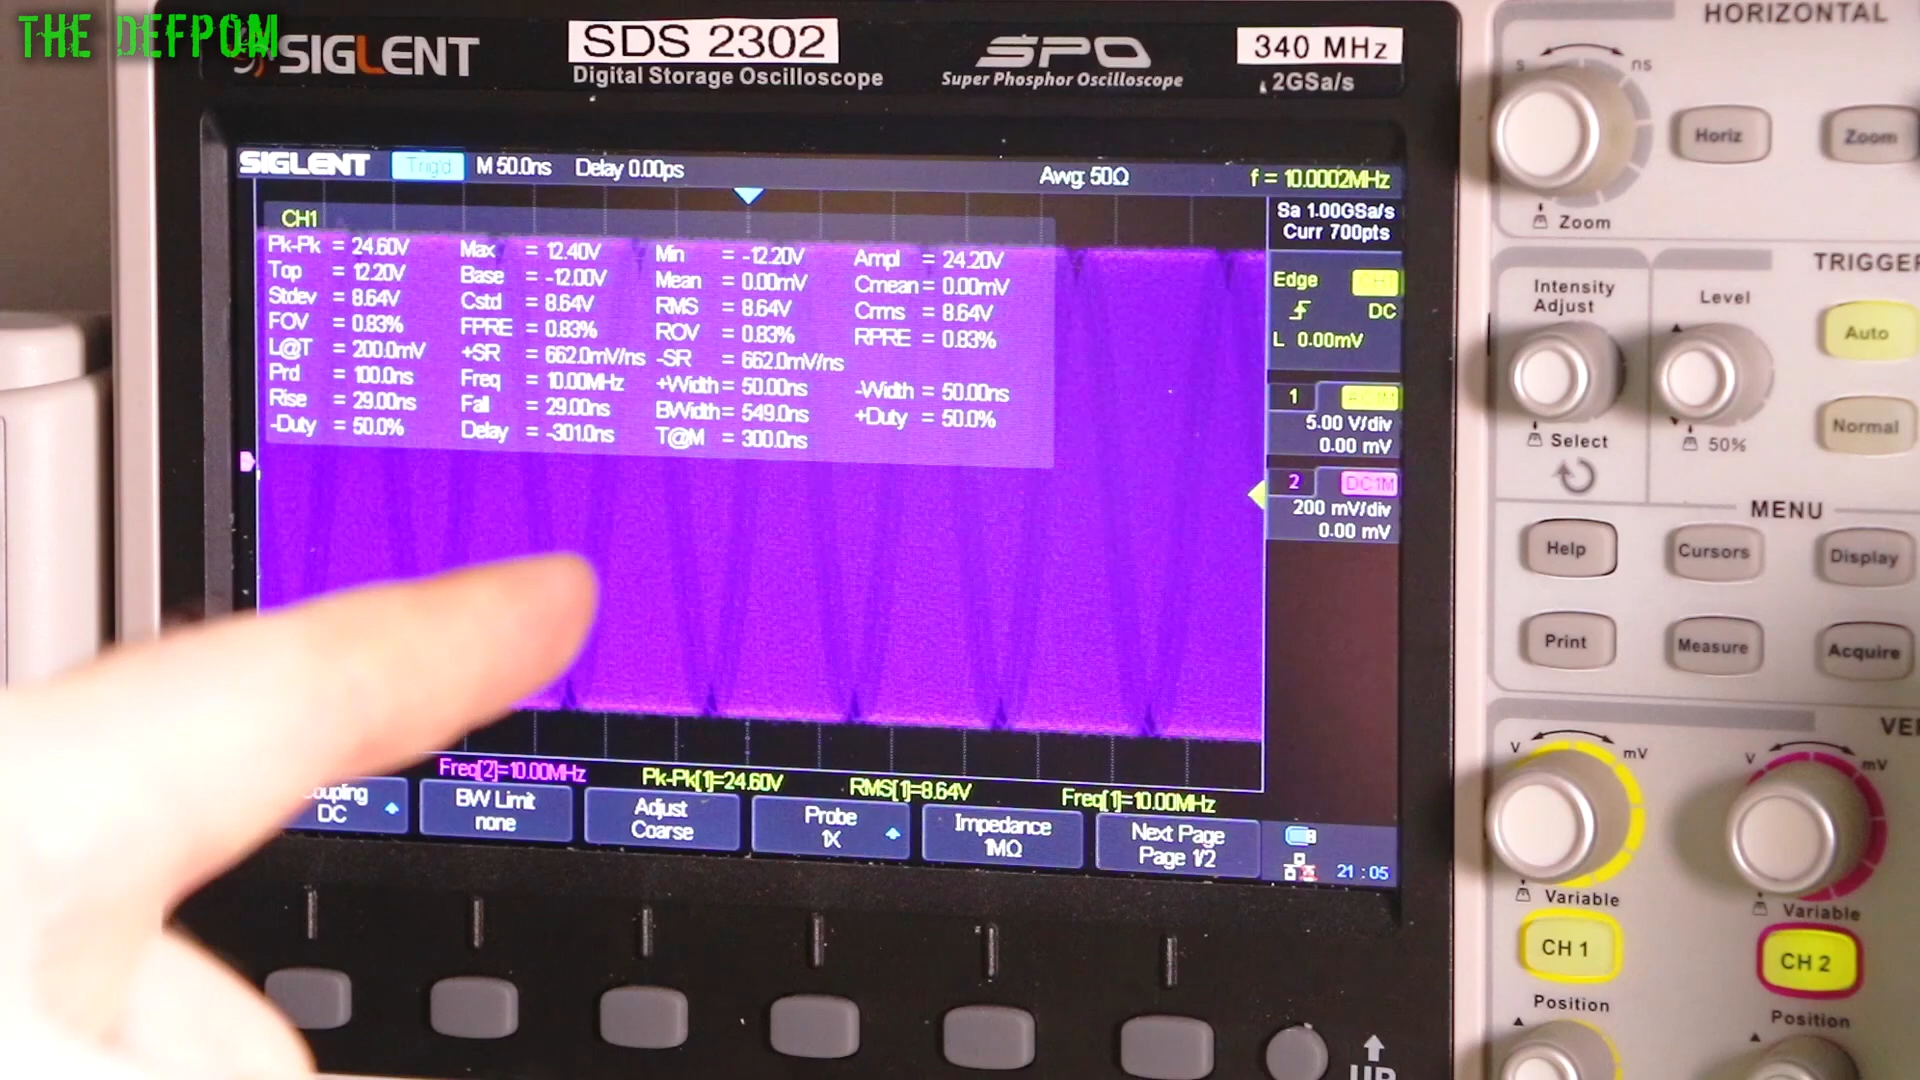 THE DEFPOM
SIGLENT
SDS 2302
Digital Storage Oscilloscope
SPO
Super Phosphor Oscilloscope
340 MHz
2GSa/s
SIGLENT Trig'd M 50.0ns Delay 0.00ps Awg: 50Ω f = 10.0002MHz
Sa 1.00GSa/s
Curr 700pts
CH1
Pk-Pk = 24.60V Max = 12.40V Min = -12.20V Ampl = 24.20V
Top = 12.20V Base = -12.00V Mean = 0.00mV Cmean = 0.00mV
Stdev = 8.64V Cstd = 8.64V RMS = 8.64V Crms = 8.64V
FOV = 0.83% FPRE = 0.83% ROV = 0.83% RPRE = 0.83%
L@T = 200.0mV +SR = 662.0mV/ns -SR = 662.0mV/ns
Prd = 100.0ns Freq = 10.00MHz +Width = 50.00ns -Width = 50.00ns
Rise = 29.00ns Fall = 29.00ns BWidth = 549.0ns +Duty = 50.0%
-Duty = 50.0% Delay = -301.0ns T@M = 300.0ns
Edge CH1
DC
L 0.00mV
1
5.00 V/div
0.00 mV
2 DC1M
200 mV/div
0.00 mV
Freq[2]=10.00MHz Pk-Pk[1]=24.60V RMS[1]=8.64V Freq[1]=10.00MHz
DC
BW Limit
none
Adjust
Coarse
Probe
1X
Impedance
1MΩ
Next Page
Page 1/2
21 : 05
HORIZONTAL
s ns
Horiz
Zoom
Zoom
Intensity
Adjust
Select
Level
50%
TRIGGER
Auto
Normal
MENU
Help
Cursors
Display
Print
Measure
Acquire
V mV
V mV
Variable
Variable
CH 1
CH 2
Position
Position